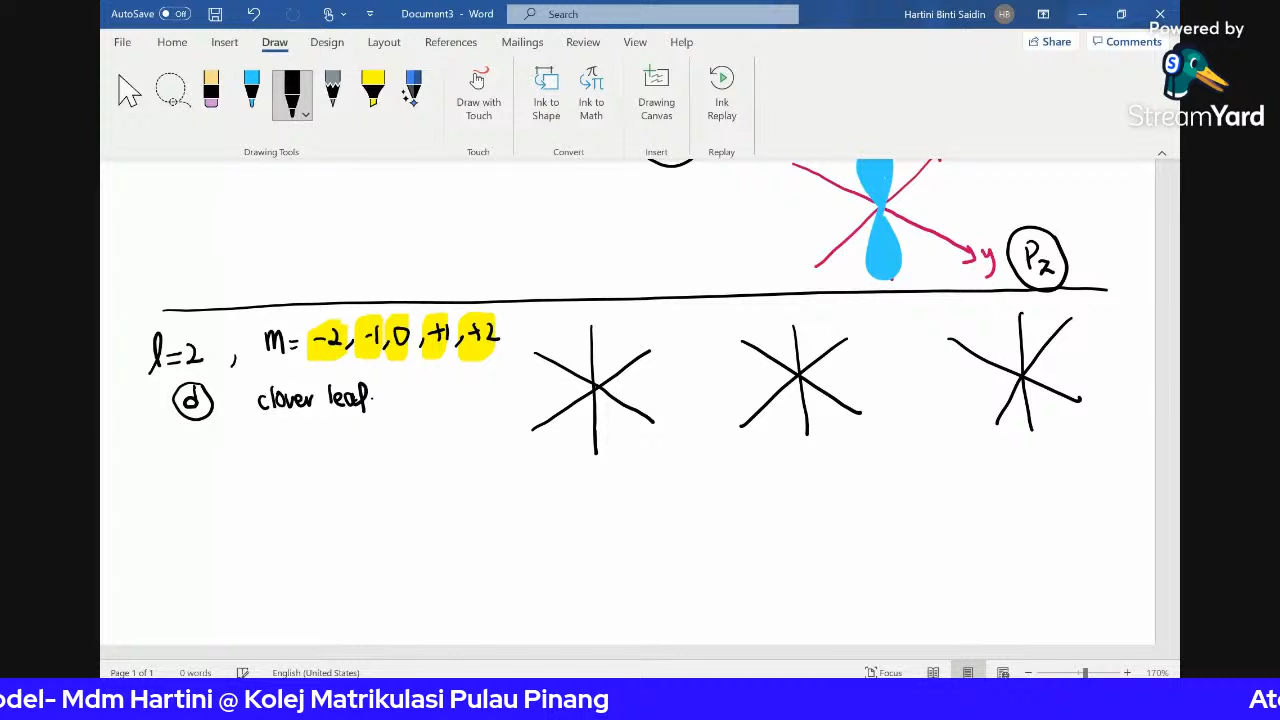 AutoSave Off Document3 - Word Search Hartini Binti Saidin HB
Powered by
StreamYard
File Home Insert Draw Design Layout References Mailings Review View Help Share Comments
Draw with Touch
Ink to Shape
Ink to Math
Drawing Canvas
Ink Replay
Drawing Tools Touch Convert Insert Replay
y
Pz
l=2 , m= -2, -1, 0, +1, +2
d clover leaf.
Page 1 of 1 0 words English (United States) Focus 170%
odel- Mdm Hartini @ Kolej Matrikulasi Pulau Pinang
Ato